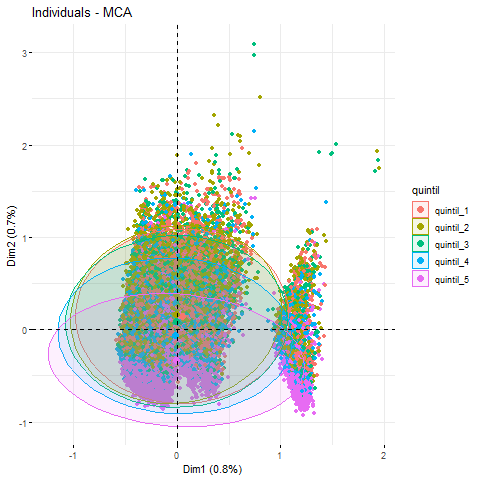 Individuals - MCA
3
2
1
0
-1
Dim2 (0.7%)
-1
0
1
2
Dim1 (0.8%)
quintil
quintil_1
quintil_2
quintil_3
quintil_4
quintil_5